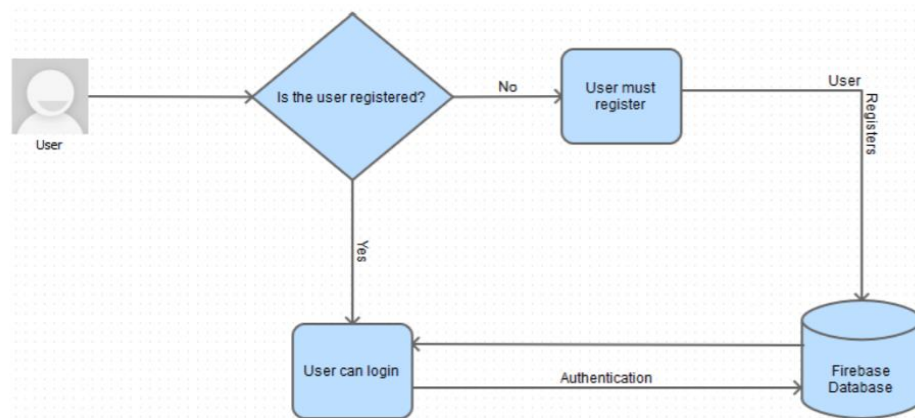 User
Is the user registered?
No
User must
register
User
Registers
Yes
User can login
Authentication
Firebase
Database